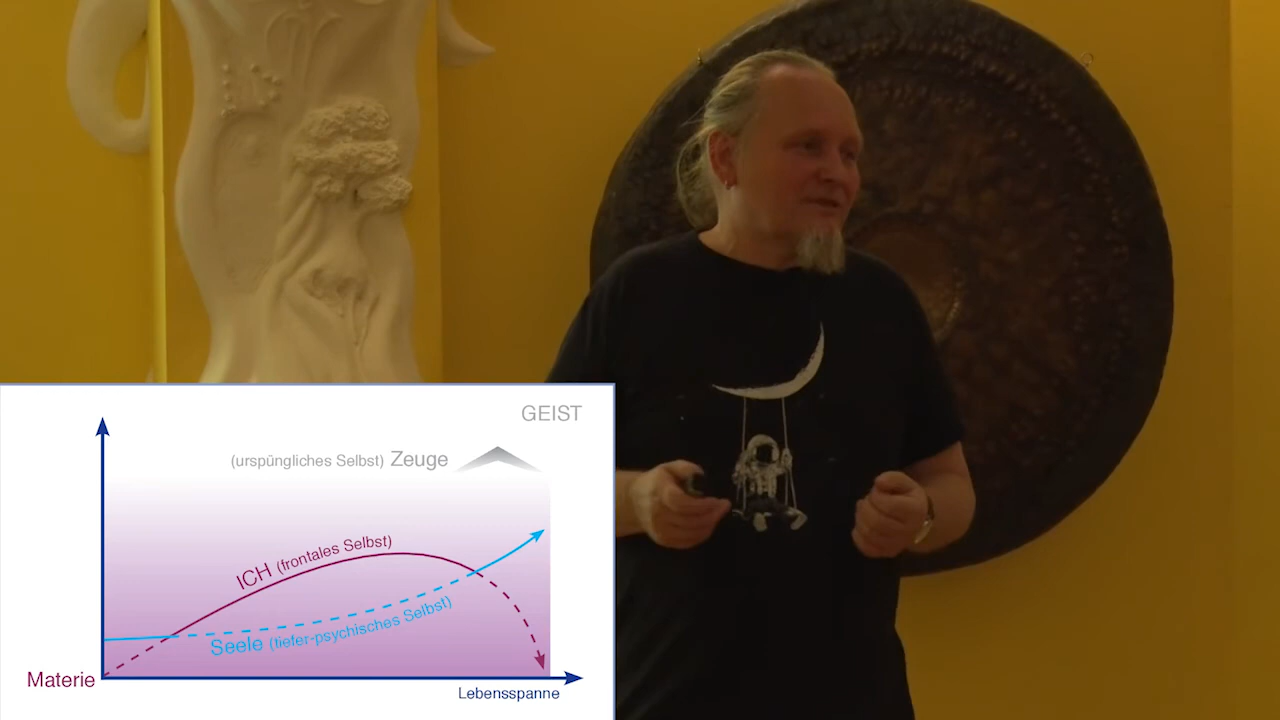 GEIST
(urspüngliches Selbst) Zeuge
ICH (frontales Selbst)
Seele (tiefer-psychisches Selbst)
Materie
Lebensspanne